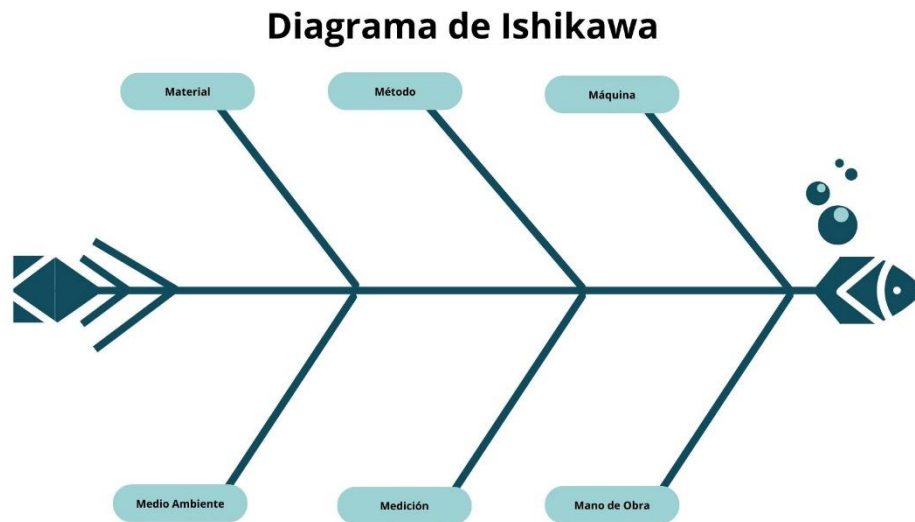 Diagrama de Ishikawa
Material
Método
Máquina
Medio Ambiente
Medición
Mano de Obra